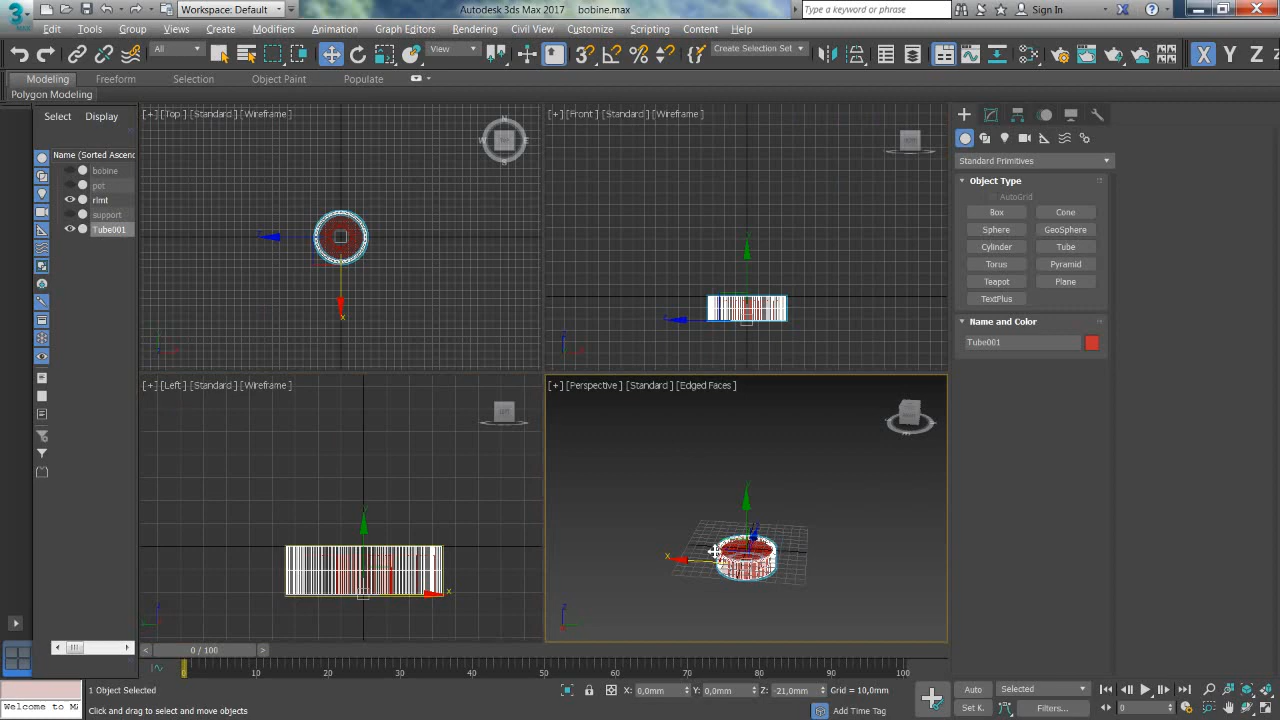 Workspace: Default
Autodesk 3ds Max 2017 bobine.max
Type a keyword or phrase
Sign In
Edit Tools Group Views Create Modifiers Animation Graph Editors Rendering Civil View Customize Scripting Content Help
All
View
Create Selection Set
X Y Z
Modeling Freeform Selection Object Paint Populate
Polygon Modeling
Select Display
Name (Sorted Ascen
bobine
pot
rlmt
support
Tube001
[+] [Top ] [Standard ] [Wireframe ]
[+] [Front ] [Standard ] [Wireframe ]
[+] [Left ] [Standard ] [Wireframe ]
[+] [Perspective ] [Standard ] [Edged Faces ]
Standard Primitives
Object Type
AutoGrid
Box Cone
Sphere GeoSphere
Cylinder Tube
Torus Pyramid
Teapot Plane
TextPlus
Name and Color
Tube001
0 / 100
0 10 20 30 40 50 60 70 80 90 100
1 Object Selected
X: 0,0mm Y: 0,0mm Z: -21,0mm Grid = 10,0mm
Auto Selected
Welcome to M
Click and drag to select and move objects
Add Time Tag
Set K. Filters...
0